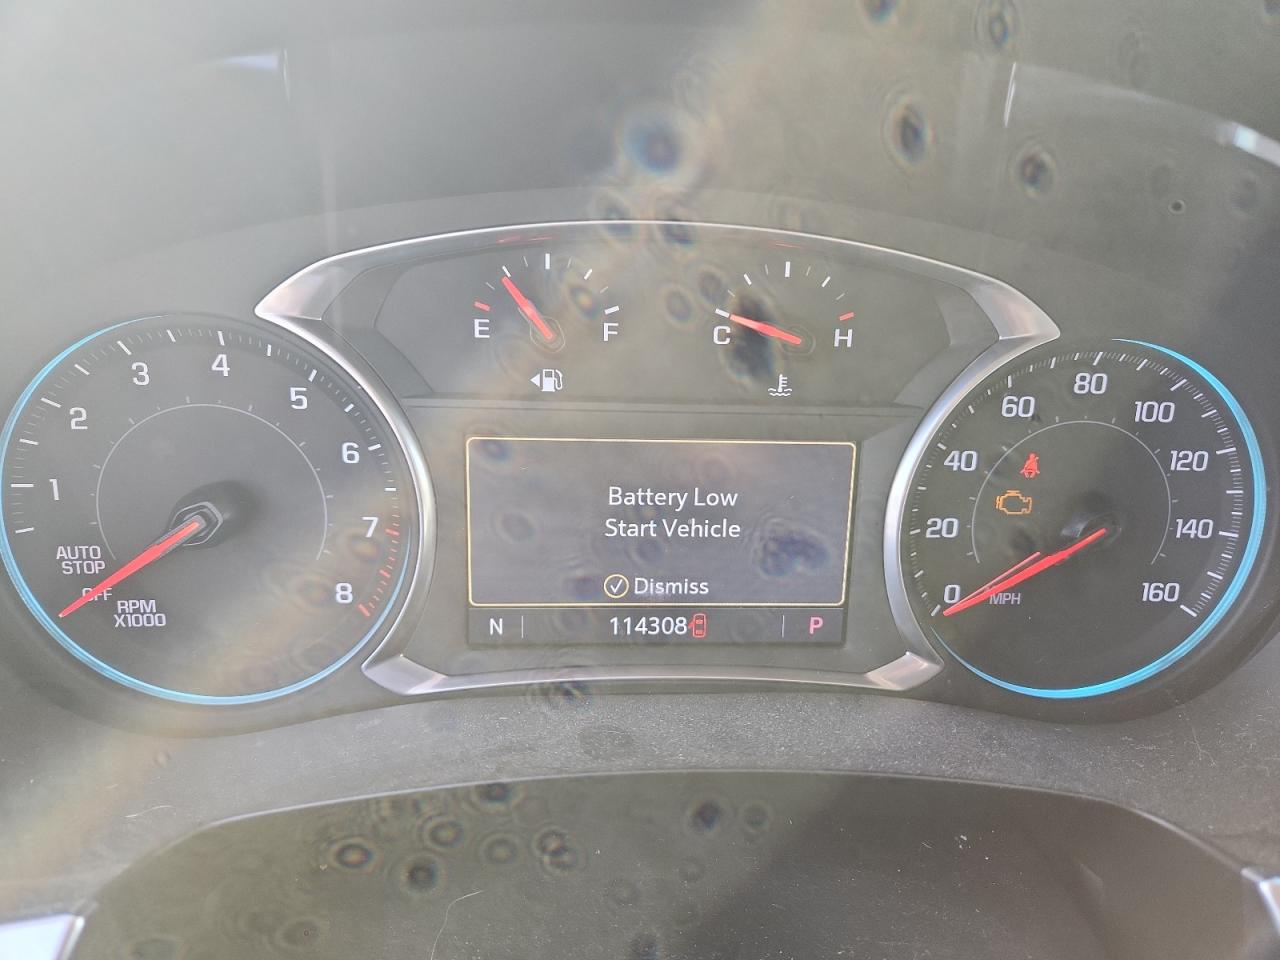 E F
C H
1 2 3 4 5 6 7 8
AUTO
STOP
OFF
RPM
X1000
Battery Low
Start Vehicle
Dismiss
N 114308 P
0 20 40 60 80 100 120 140 160
MPH